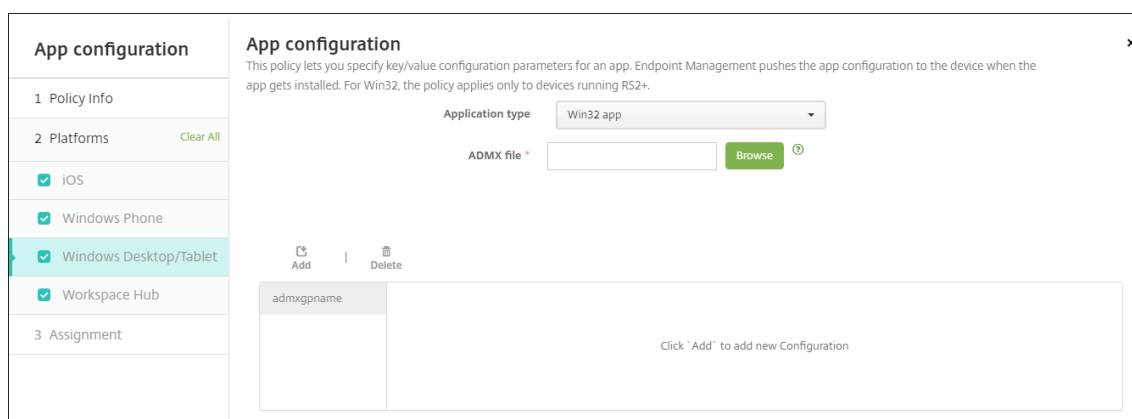 App configuration
1 Policy Info
2 Platforms
Clear All
iOS
Windows Phone
Windows Desktop/Tablet
Workspace Hub
3 Assignment
App configuration
This policy lets you specify key/value configuration parameters for an app. Endpoint Management pushes the app configuration to the device when the
app gets installed. For Win32, the policy applies only to devices running RS2+.
Application type
Win32 app
ADMX file *
Browse
?
Add | Delete
admxgpname
Click `Add` to add new Configuration